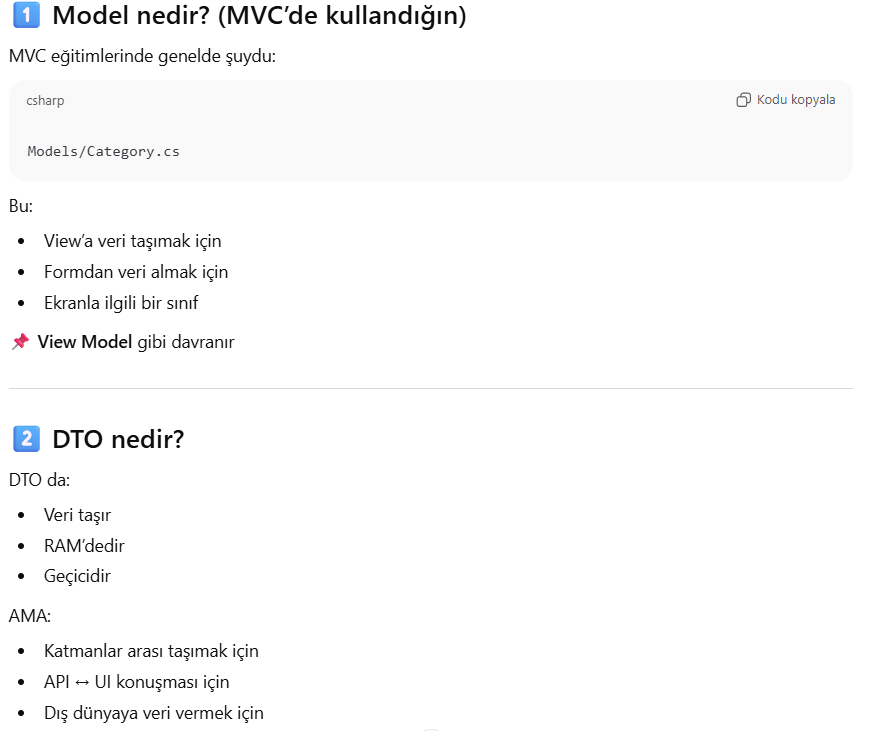 1 Model nedir? (MVC’de kullandığın)
MVC eğitimlerinde genelde şuydu:
csharp
Kodu kopyala
Models/Category.cs
Bu:
• View’a veri taşımak için
• Formdan veri almak için
• Ekranla ilgili bir sınıf
📌 View Model gibi davranır
2 DTO nedir?
DTO da:
• Veri taşır
• RAM’dedir
• Geçicidir
AMA:
• Katmanlar arası taşımak için
• API ↔ UI konuşması için
• Dış dünyaya veri vermek için